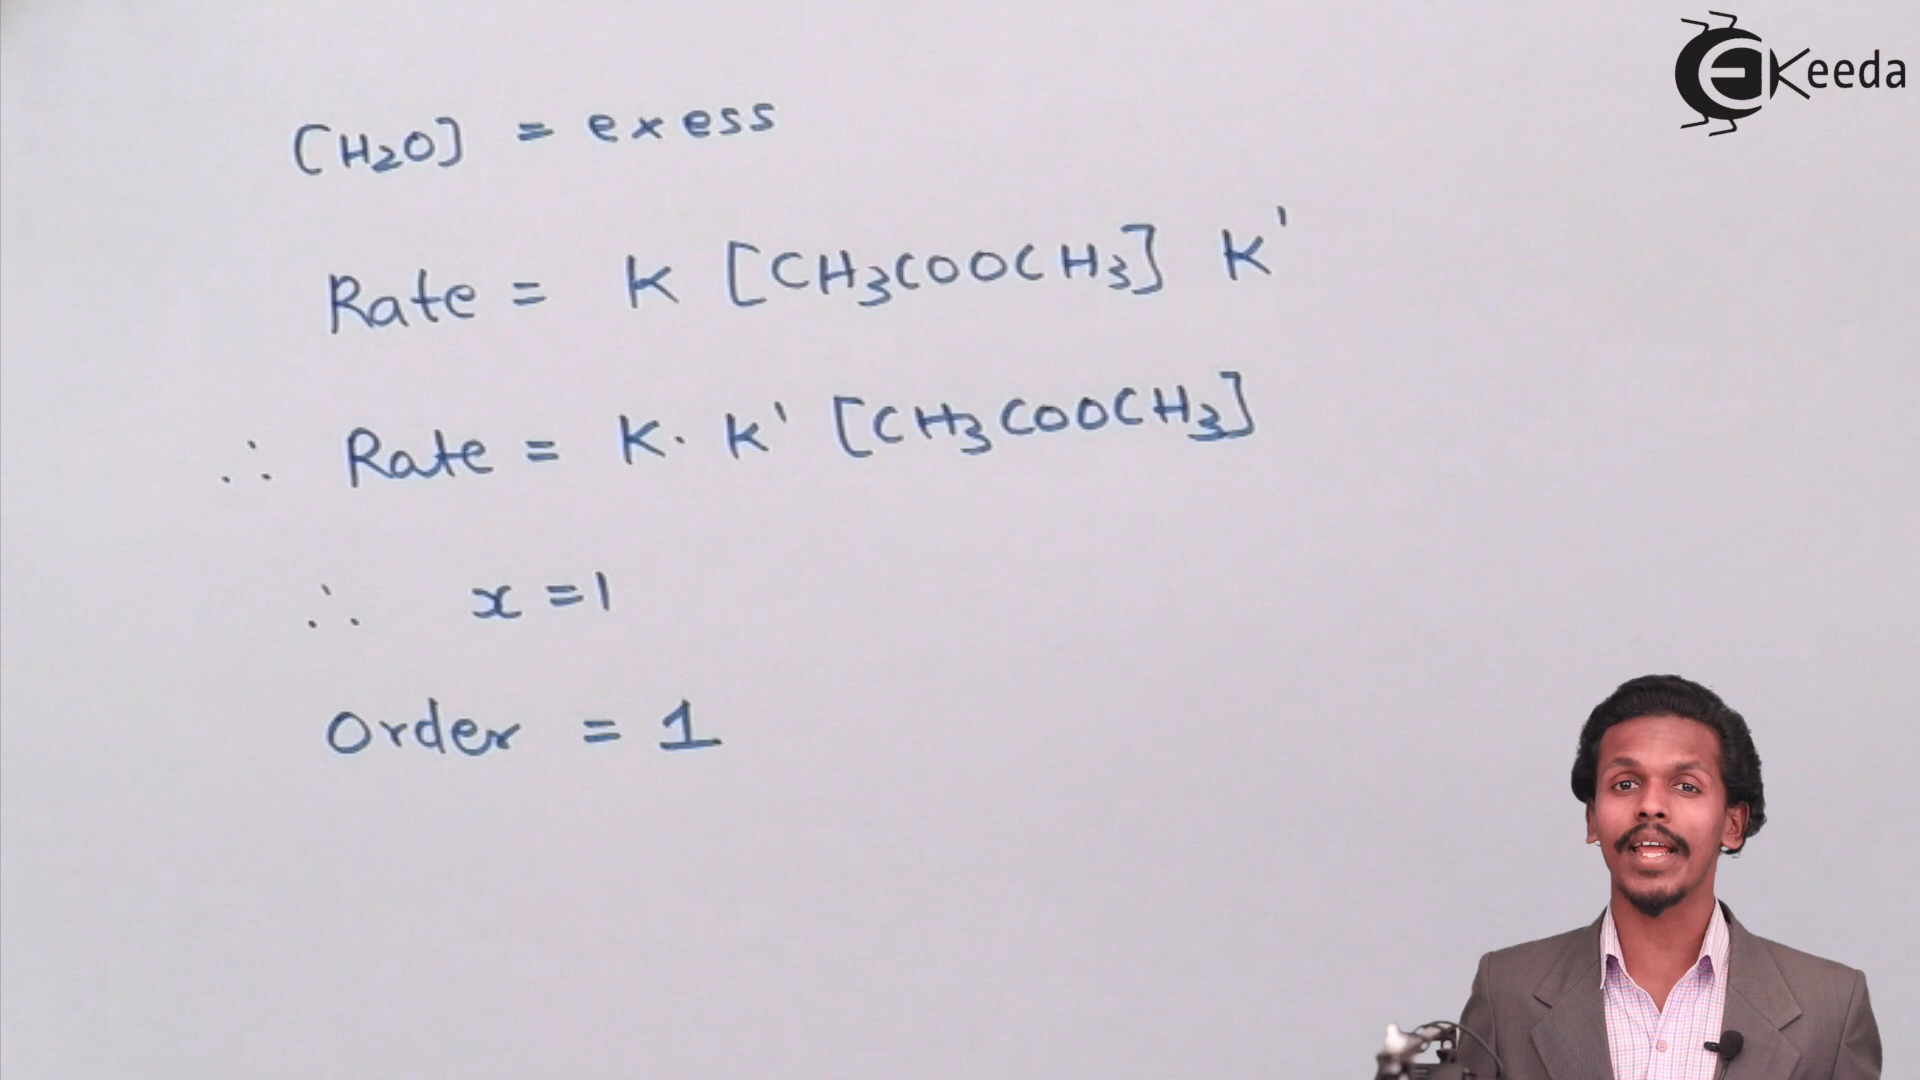 EKeeda
[H₂O] = exess
Rate = K [CH₃COOCH₃] K'
∴ Rate = K. K' [CH₃COOCH₃]
∴ x = 1
Order = 1